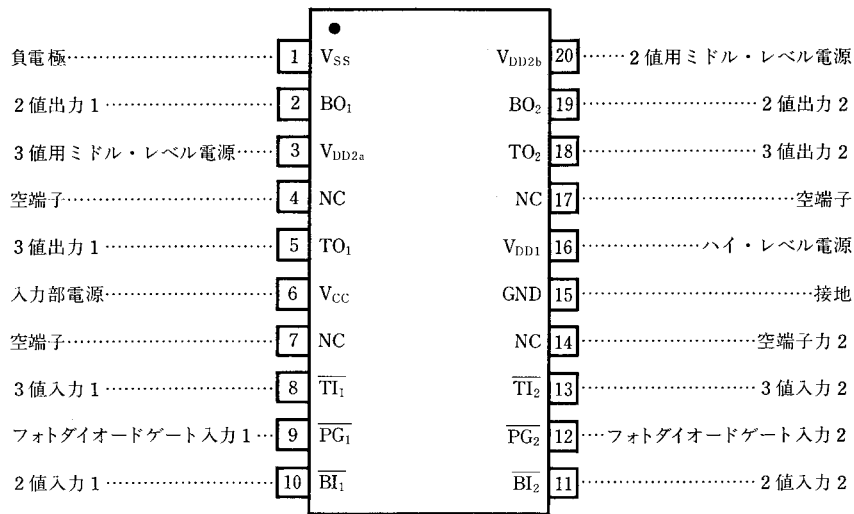 負電極 1 VSS VDD2b 20 2値用ミドル・レベル電源
2値出力1 2 BO1 BO2 19 2値出力2
3値用ミドル・レベル電源 3 VDD2a TO2 18 3値出力2
空端子 4 NC NC 17 空端子
3値出力1 5 TO1 VDD1 16 ハイ・レベル電源
入力部電源 6 VCC GND 15 接地
空端子 7 NC NC 14 空端子力2
3値入力1 8 TI1 TI2 13 3値入力2
フォトダイオードゲート入力1 9 PG1 PG2 12 フォトダイオードゲート入力2
2値入力1 10 BI1 BI2 11 2値入力2